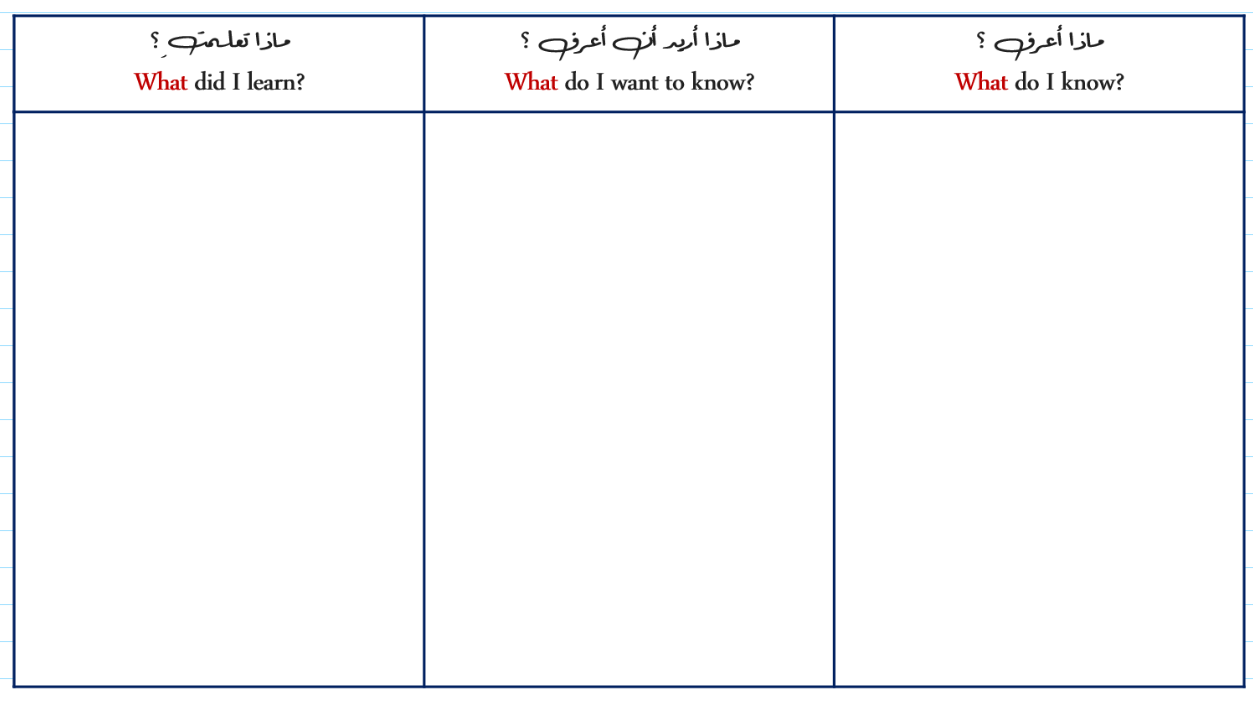 ماذا أعرف ؟
What do I know?
ماذا أريد أن أعرف ؟
What do I want to know?
ماذا تعلمت ؟
What did I learn?